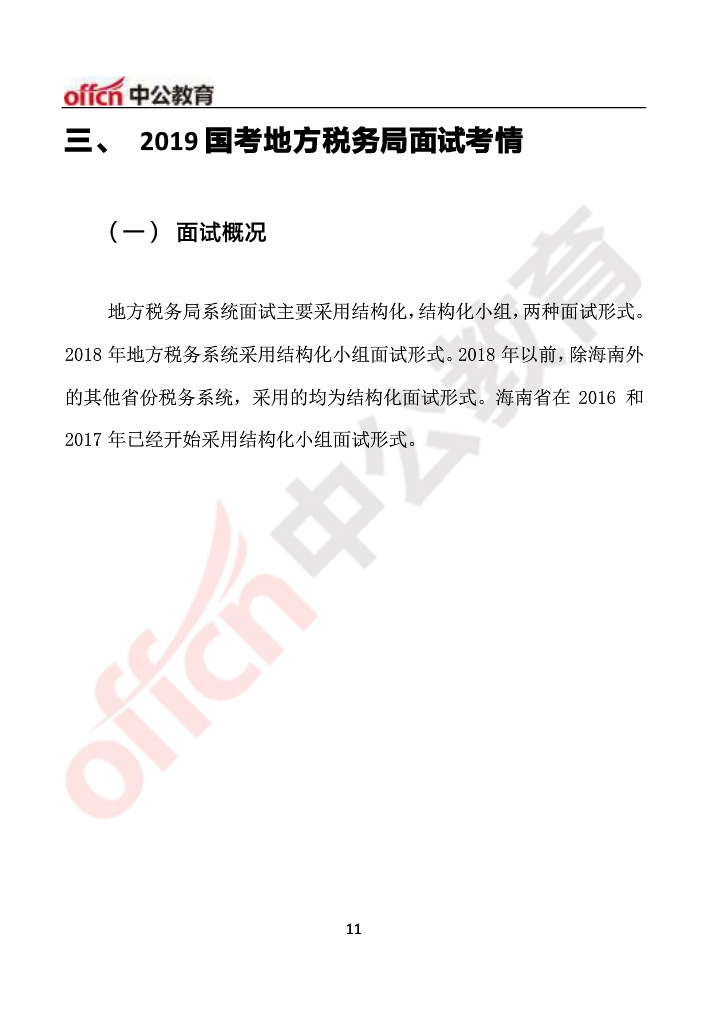 offcn 中公教育
三、 2019 国考地方税务局面试考情
（一） 面试概况
地方税务局系统面试主要采用结构化，结构化小组，两种面试形式。
2018 年地方税务系统采用结构化小组面试形式。2018 年以前，除海南外
的其他省份税务系统，采用的均为结构化面试形式。海南省在 2016 和
2017 年已经开始采用结构化小组面试形式。
offcn 中公教育
11